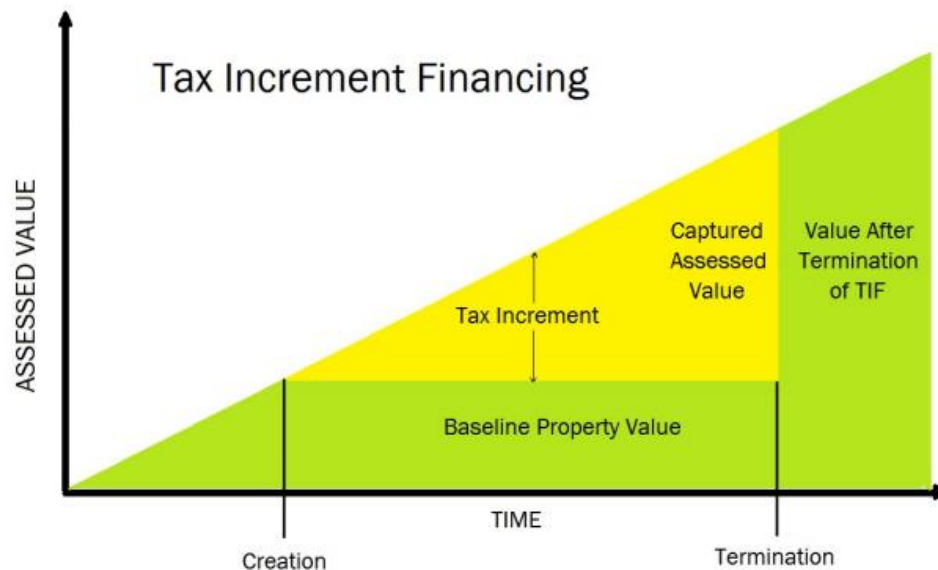 Tax Increment Financing
ASSESSED VALUE
Captured
Assessed
Value
Value After
Termination
of TIF
Tax Increment
Baseline Property Value
TIME
Creation
Termination